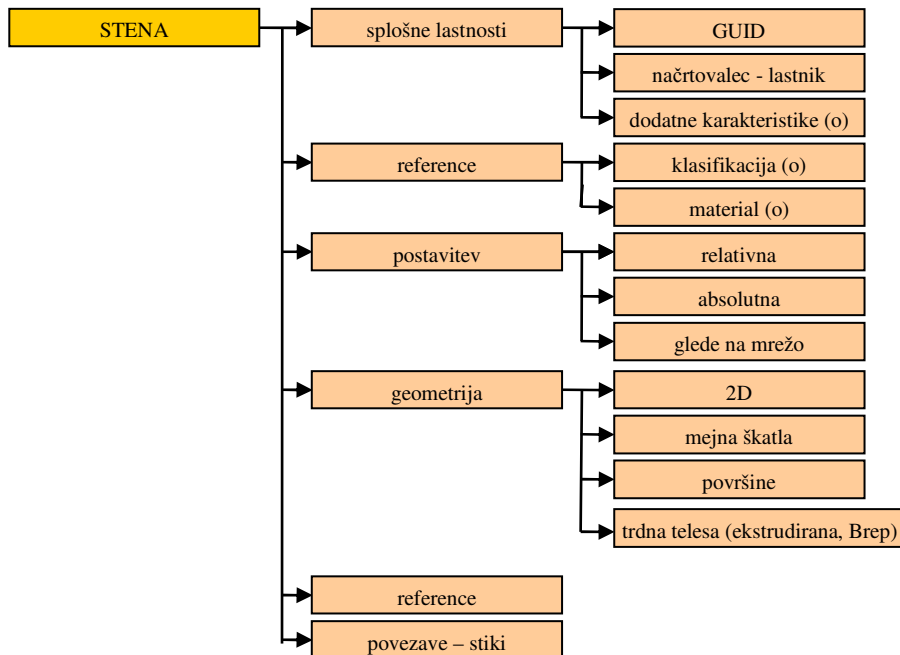 STENA
splošne lastnosti
GUID
načrtovalec - lastnik
dodatne karakteristike (o)
reference
klasifikacija (o)
material (o)
postavitev
relativna
absolutna
glede na mrežo
geometrija
2D
mejna škatla
površine
trdna telesa (ekstrudirana, Brep)
reference
povezave – stiki